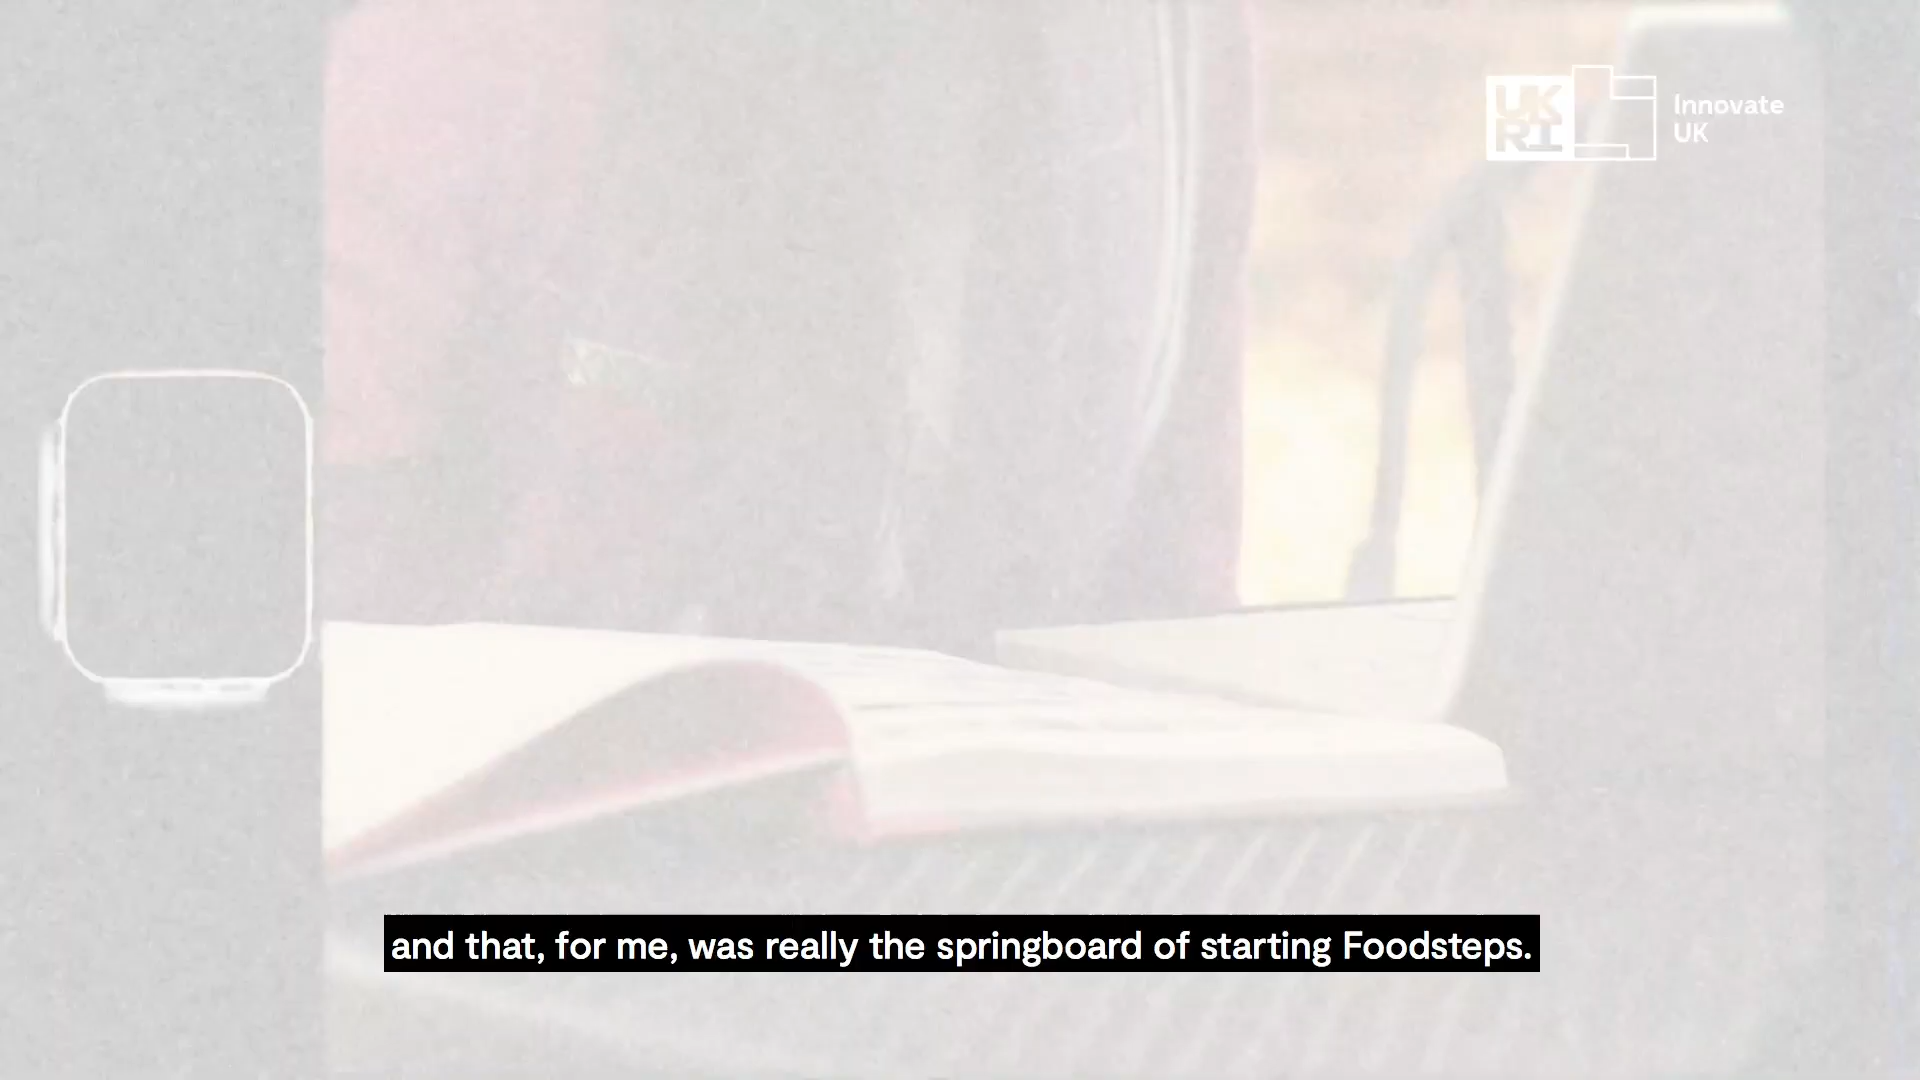 UK
RI
Innovate
UK
and that, for me, was really the springboard of starting Foodsteps.